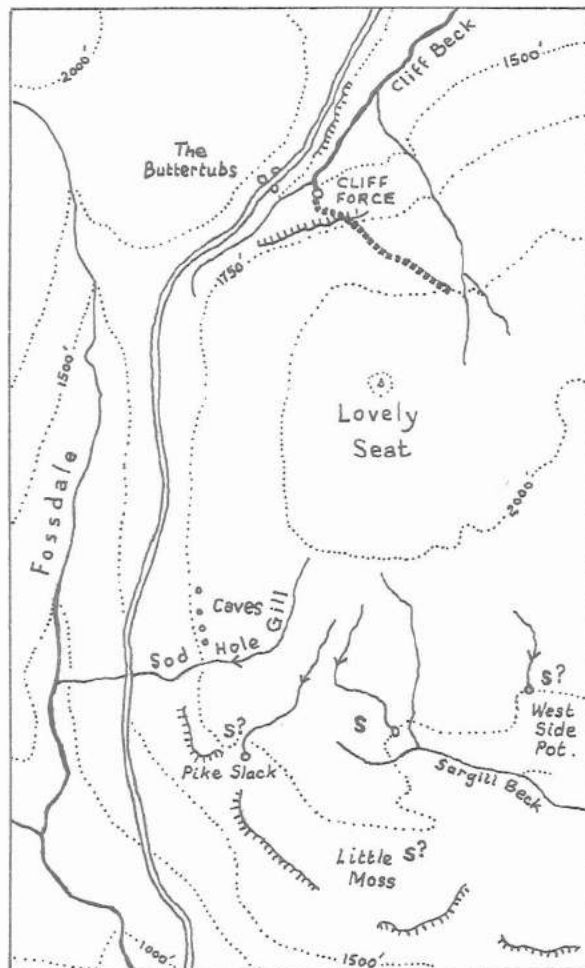 2000'
Cliff Beck
1500'
The
Buttertubs
CLIFF
FORCE
1750'
1500'
Lovely
Seat
Fossdale
2000'
Caves
Sod Hole Gill
S?
S?
West
Side
Pot.
S
Pike Slack
Sargill Beck
Little S?
Moss
1000'
1500'